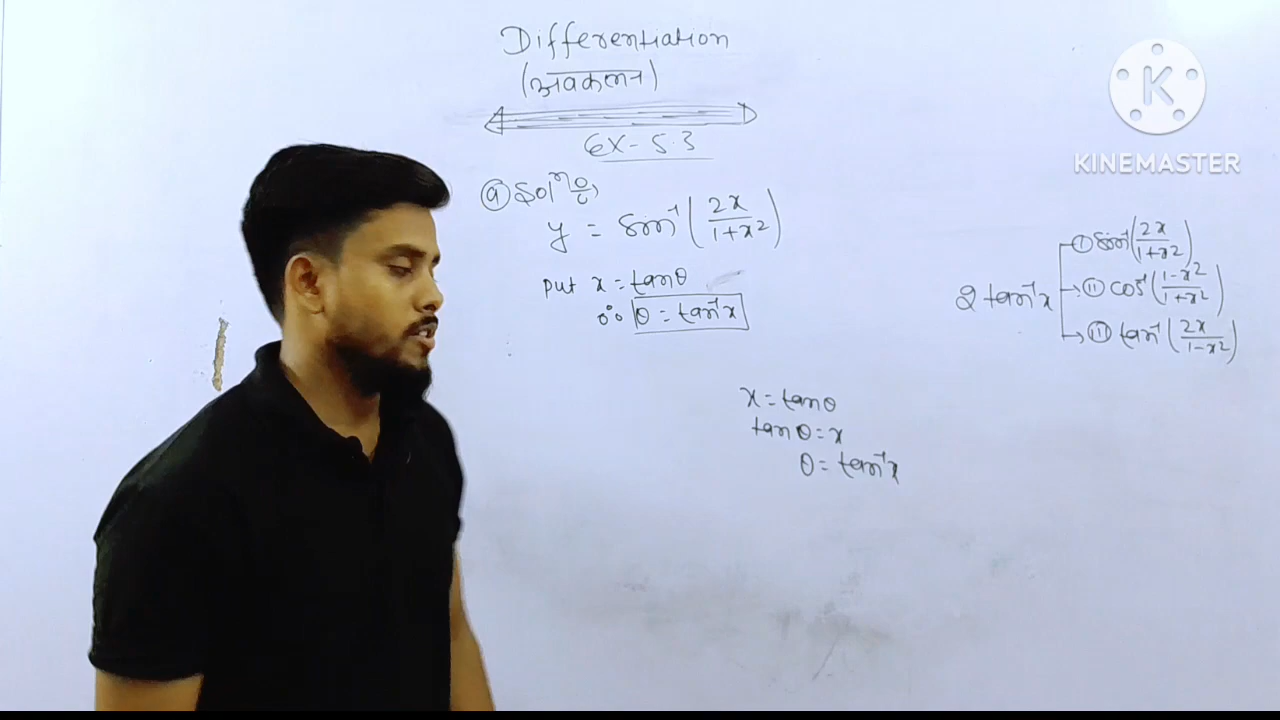 Differentiation
(अवकलन)
EX-5.3
⑨ Solⁿ:,
y = sin⁻¹(2x/1+x²)
put x = tanθ
∴ θ = tan⁻¹x
x = tanθ
tanθ = x
θ = tan⁻¹x
2 tan⁻¹x
→ (I) sin⁻¹(2x/1+x²)
→ (II) cos⁻¹(1-x²/1+x²)
→ (III) tan⁻¹(2x/1-x²)
K
KINEMASTER